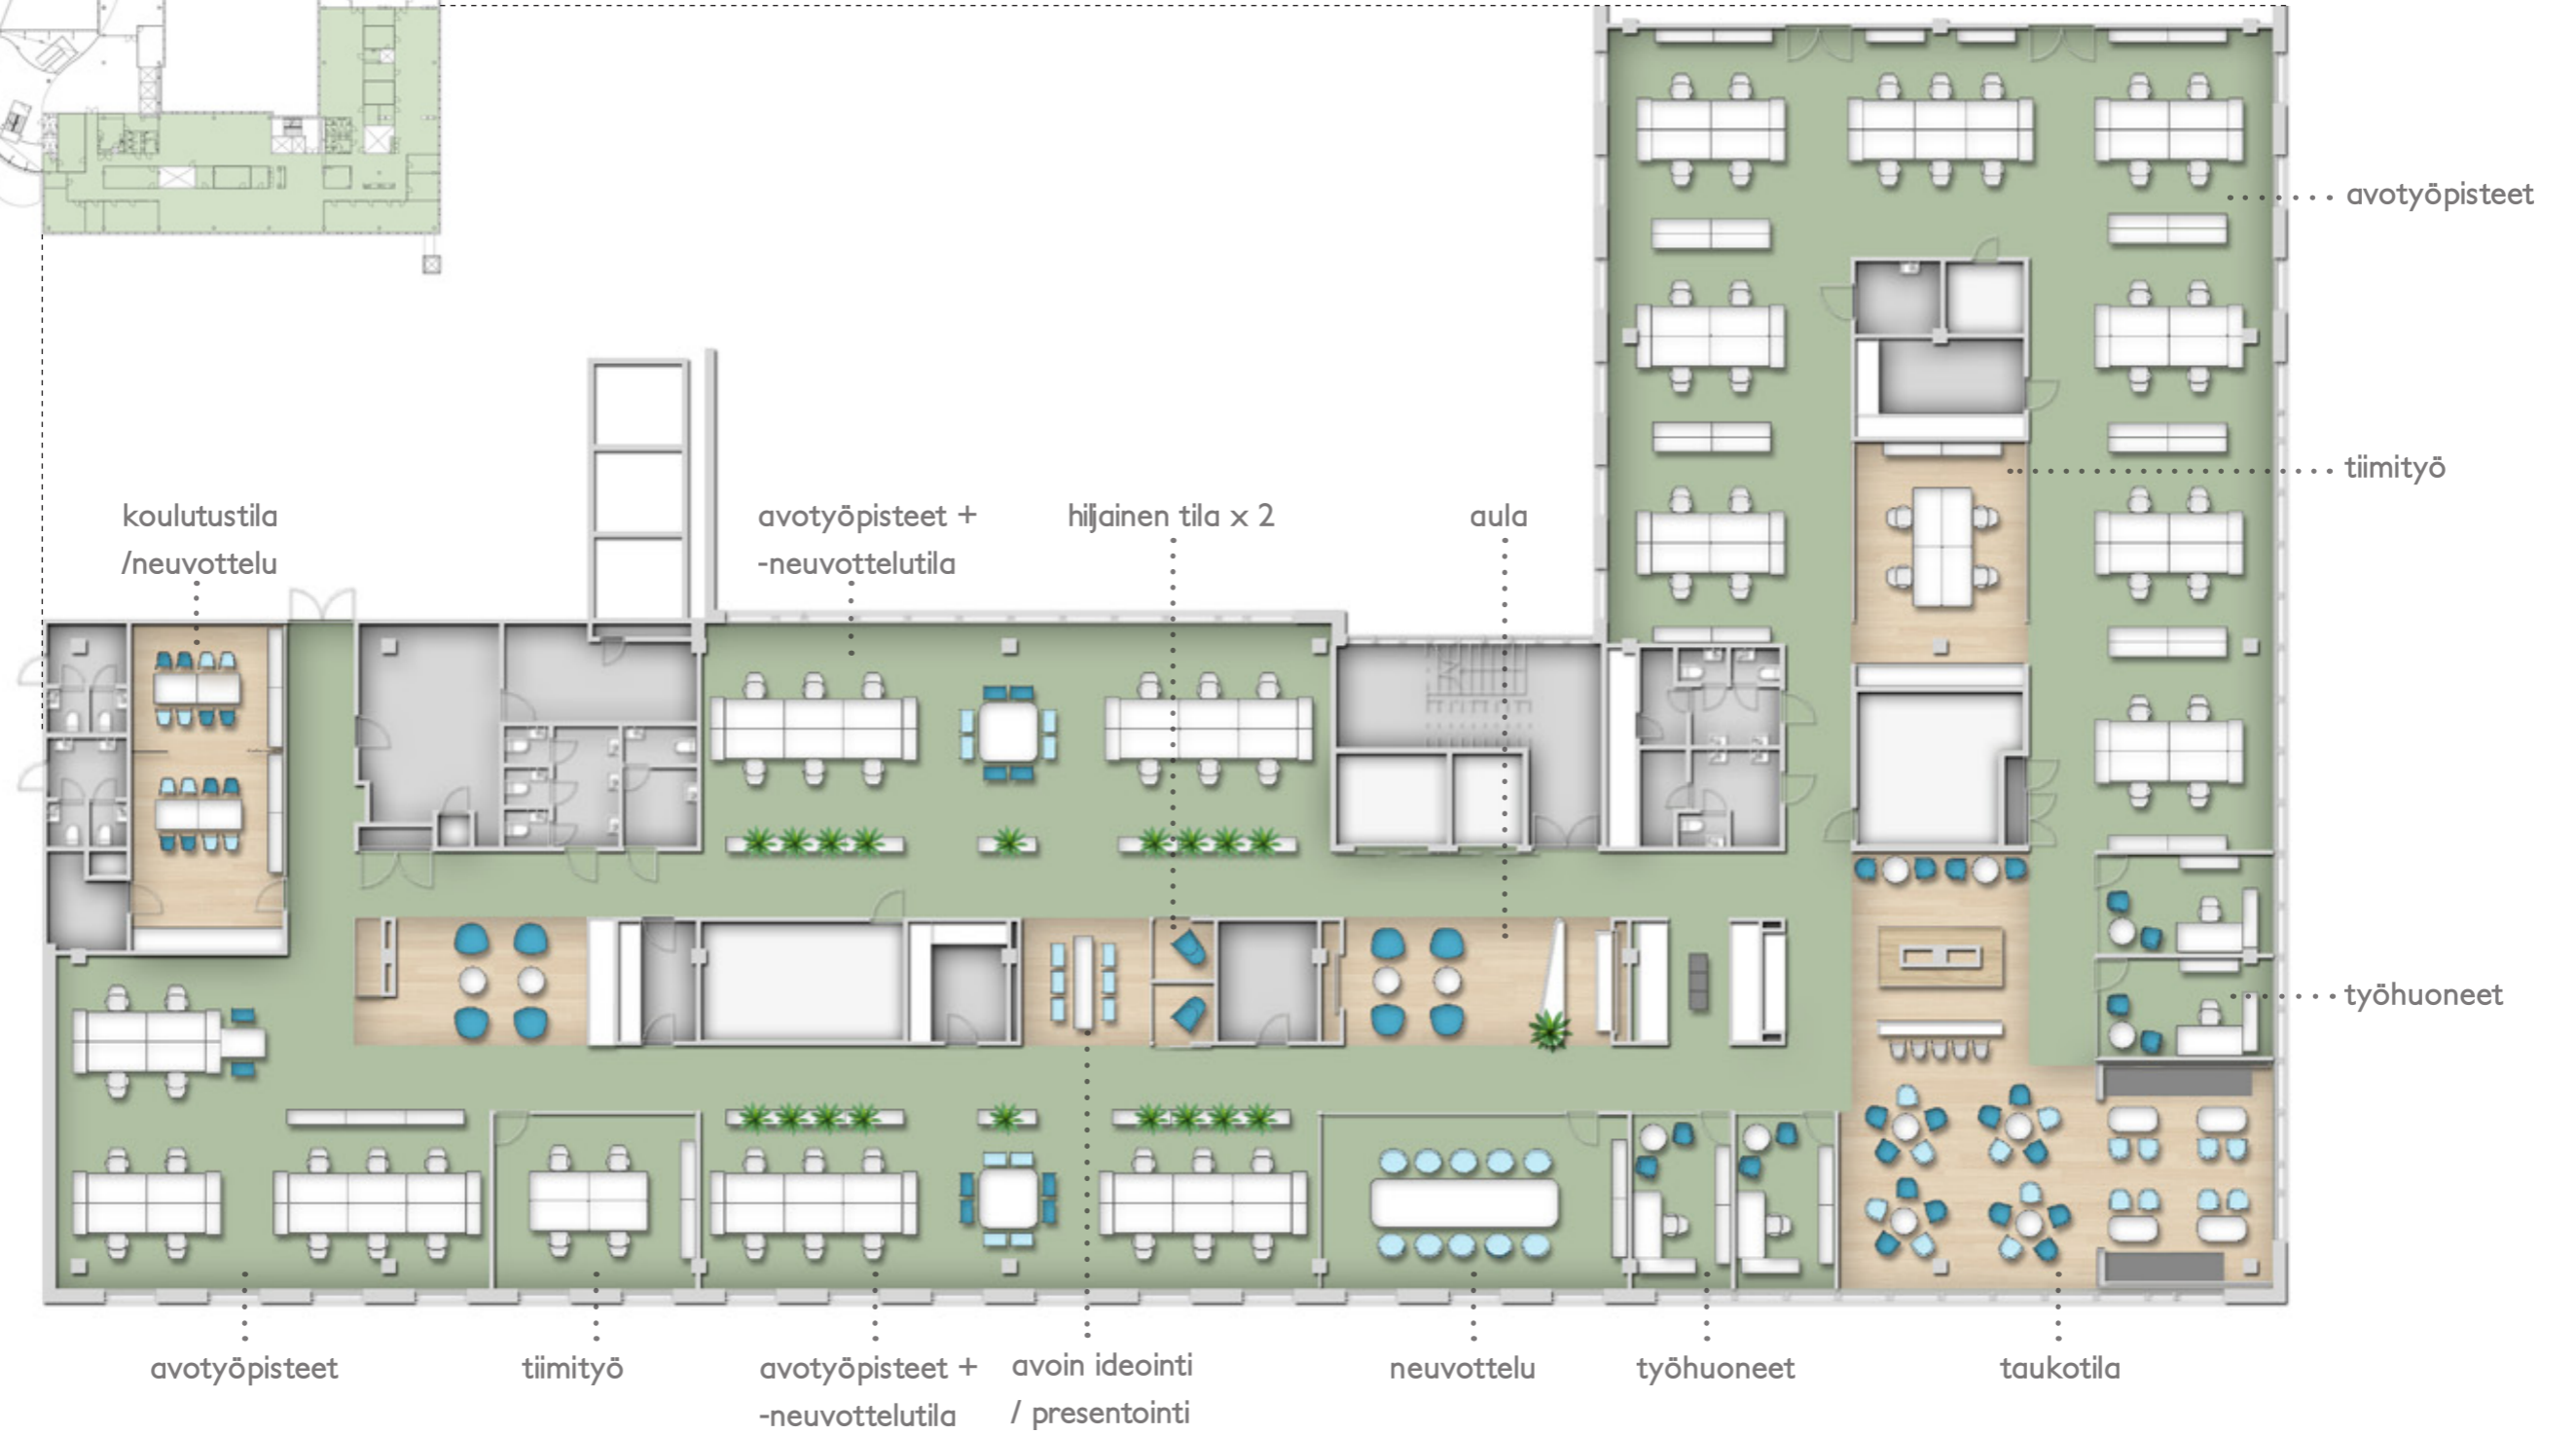 avotyöpisteet
tiimityö
koulutustila
/neuvottelu
avotyöpisteet +
-neuvottelutila
hiljainen tila x 2
aula
työhuoneet
avotyöpisteet
tiimityö
avotyöpisteet +
-neuvottelutila
avoin ideointi
/ presentointi
neuvottelu
työhuoneet
taukotila